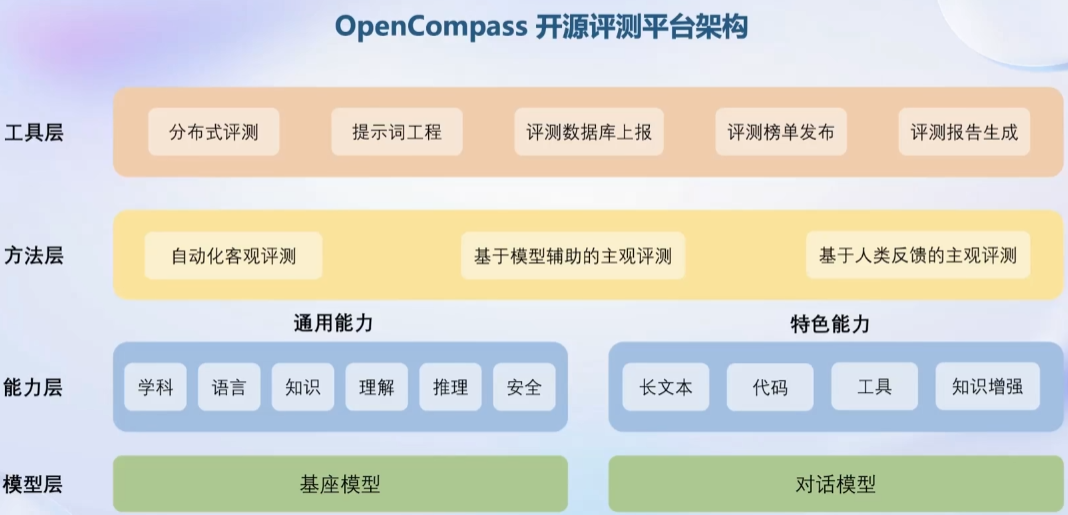 OpenCompass 开源评测平台架构
工具层
分布式评测
提示词工程
评测数据库上报
评测榜单发布
评测报告生成
方法层
自动化客观评测
基于模型辅助的主观评测
基于人类反馈的主观评测
通用能力
特色能力
能力层
学科
语言
知识
理解
推理
安全
长文本
代码
工具
知识增强
模型层
基座模型
对话模型